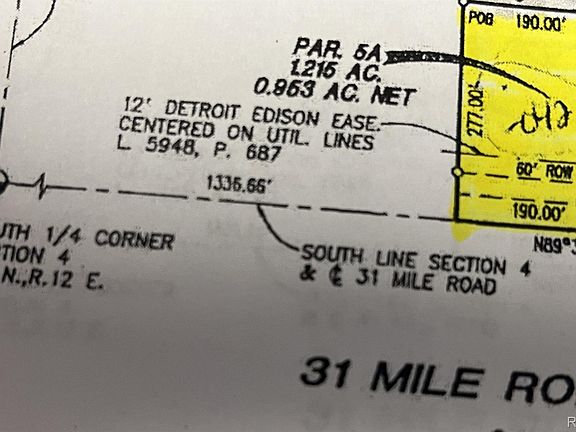 POB 190.00'
PAR. 5A
1.215 AC.
0.953 AC. NET
12' DETROIT EDISON EASE.
CENTERED ON UTIL. LINES
L. 5948, P. 687
277.00'
60' ROW
1336.66'
190.00'
UTH 1/4 CORNER
TION 4
N.,R.12 E.
N89°3
SOUTH LINE SECTION 4
& ℄ 31 MILE ROAD
31 MILE RO